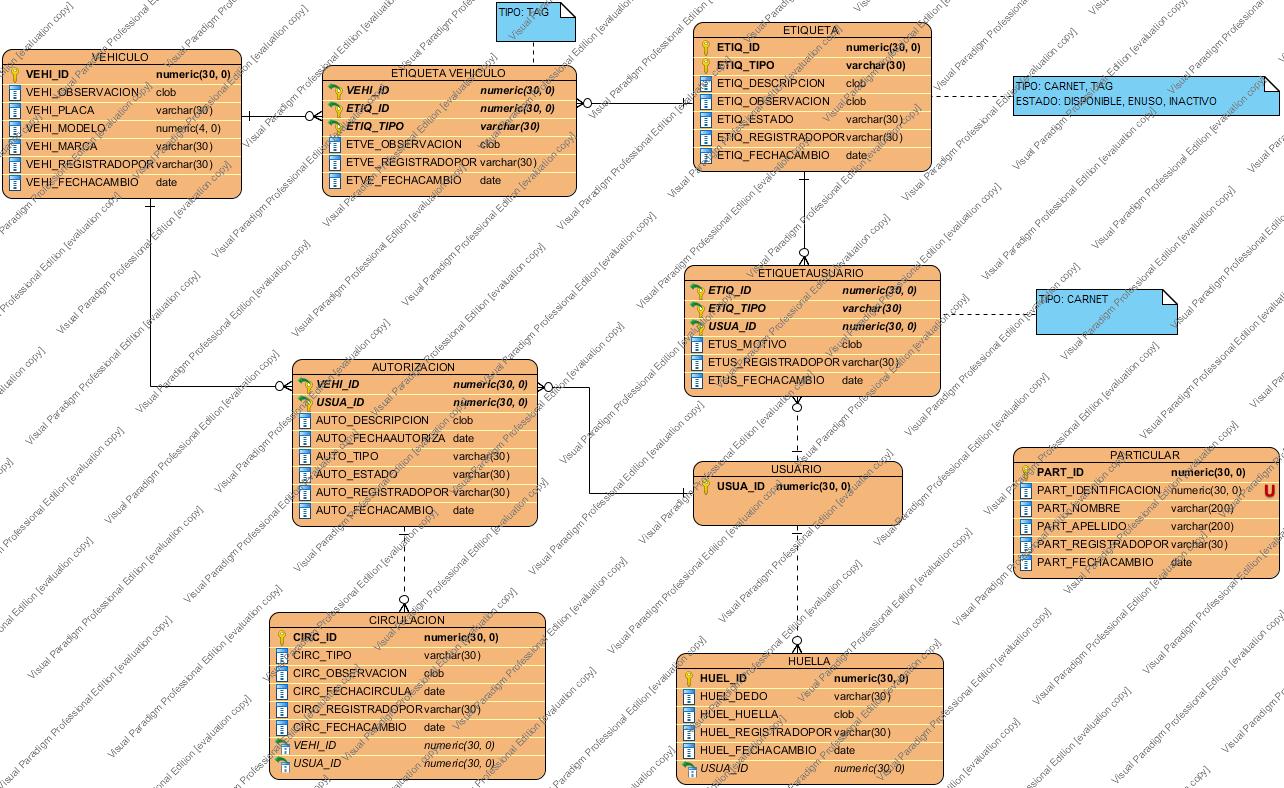 TIPO: TAG
VEHICULO
VEHI_ID numeric(30, 0)
VEHI_OBSERVACION clob
VEHI_PLACA varchar(30)
VEHI_MODELO numeric(4, 0)
VEHI_MARCA varchar(30)
VEHI_REGISTRADOPOR varchar(30)
VEHI_FECHACAMBIO date
ETIQUETA VEHICULO
VEHI_ID numeric(30, 0)
ETIQ_ID numeric(30, 0)
ETIQ_TIPO varchar(30)
ETVE_OBSERVACION clob
ETVE_REGISTRADOPOR varchar(30)
ETVE_FECHACAMBIO date
ETIQUETA
ETIQ_ID numeric(30, 0)
ETIQ_TIPO varchar(30)
ETIQ_DESCRIPCION clob
ETIQ_OBSERVACION clob
ETIQ_ESTADO varchar(30)
ETIQ_REGISTRADOPOR varchar(30)
ETIQ_FECHACAMBIO date
TIPO: CARNET, TAG
ESTADO: DISPONIBLE, ENUSO, INACTIVO
ETIQUETAUSUARIO
ETIQ_ID numeric(30, 0)
ETIQ_TIPO varchar(30)
USUA_ID numeric(30, 0)
ETUS_MOTIVO clob
ETUS_REGISTRADOPOR varchar(30)
ETUS_FECHACAMBIO date
TIPO: CARNET
AUTORIZACION
VEHI_ID numeric(30, 0)
USUA_ID numeric(30, 0)
AUTO_DESCRIPCION clob
AUTO_FECHAAUTORIZA date
AUTO_TIPO varchar(30)
AUTO_ESTADO varchar(30)
AUTO_REGISTRADOPOR varchar(30)
AUTO_FECHACAMBIO date
USUARIO
USUA_ID numeric(30, 0)
PARTICULAR
PART_ID numeric(30, 0)
PART_IDENTIFICACION numeric(30, 0) U
PART_NOMBRE varchar(200)
PART_APELLIDO varchar(200)
PART_REGISTRADOPOR varchar(30)
PART_FECHACAMBIO date
CIRCULACION
CIRC_ID numeric(30, 0)
CIRC_TIPO varchar(30)
CIRC_OBSERVACION clob
CIRC_FECHACIRCULA date
CIRC_REGISTRADOPOR varchar(30)
CIRC_FECHACAMBIO date
VEHI_ID numeric(30, 0)
USUA_ID numeric(30, 0)
HUELLA
HUEL_ID numeric(30, 0)
HUEL_DEDO varchar(30)
HUEL_HUELLA clob
HUEL_REGISTRADOPOR varchar(30)
HUEL_FECHACAMBIO date
USUA_ID numeric(30, 0)
Visual Paradigm Professional Edition [evaluation copy]